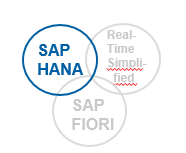 SAP
HANA
Real-
Time
Simpli-
fied
SAP
FIORI